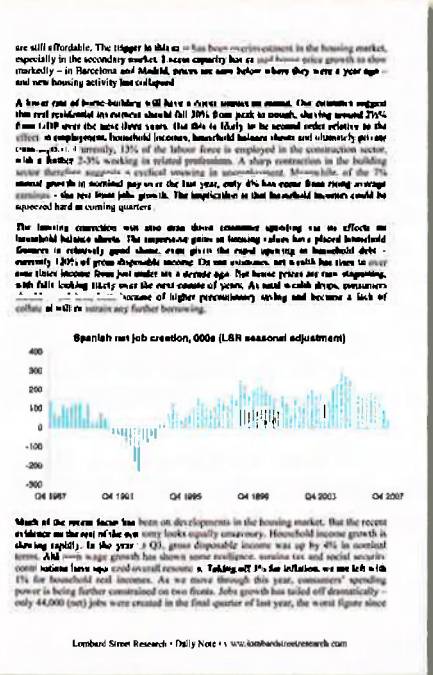 are still affordable. The trigger to this has been overinvestment in the housing market,
especially in the secondary market. Excess capacity has house price growth to slow
markedly – in Barcelona and Madrid, prices are now below where they were a year ago –
and new housing activity has collapsed
A lower rate of home-building will have a direct impact on demand. Our estimates suggest
that real residential investment should fall 30% from peak to trough, shaving around 2½%
from GDP over the next three years. But this is likely to be second order relative to the
effect on employment, household incomes, household balance sheets and ultimately private
Currently, 13% of the labour force is employed in the construction sector,
with a further 2-3% working in related professions. A sharp contraction in the building
sector therefore suggests a cyclical upswing in unemployment. Meanwhile, of the 7%
annual growth in nominal pay over the last year, only 4% has come from rising average
earnings – the rest from jobs growth. The implication is that household incomes could be
squeezed hard in coming quarters
The housing correction will also drag down consumer spending via its effects on
household balance sheets. The impressive gains in housing values have placed household
finances in relatively good shape, even given the rapid upswing in household debt –
currently 130% of gross disposable income. On our estimates, net wealth has risen to over
times income from just under six a decade ago. But house prices are now stagnating,
with falls looking likely over the next couple of years. As total wealth drops, consumers
because of higher precautionary saving and because a lack of
will restrain any further borrowing.
Spanish net job creation, 000s (LSR seasonal adjustment)
400
300
200
100
0
-100
-200
-300
Q4 1987 Q4 1991 Q4 1995 Q4 1999 Q4 2003 Q4 2007
Much of the recent focus has been on developments in the housing market. But the recent
evidence on the rest of the economy looks equally unsavoury. Household income growth is
slowing rapidly. In the year Q3, gross disposable income was up by 4% in nominal
terms. wage growth has shown some resilience, tax and social security
have squeezed overall resources. Taking off 3% for inflation, we are left with
1% for household real incomes. As we move through this year, consumers' spending
power is being further constrained on two fronts. Jobs growth has tailed off dramatically –
only 44,000 (net) jobs were created in the final quarter of last year, the worst figure since
Lombard Street Research • Daily Note • www.lombardstreetresearch.com